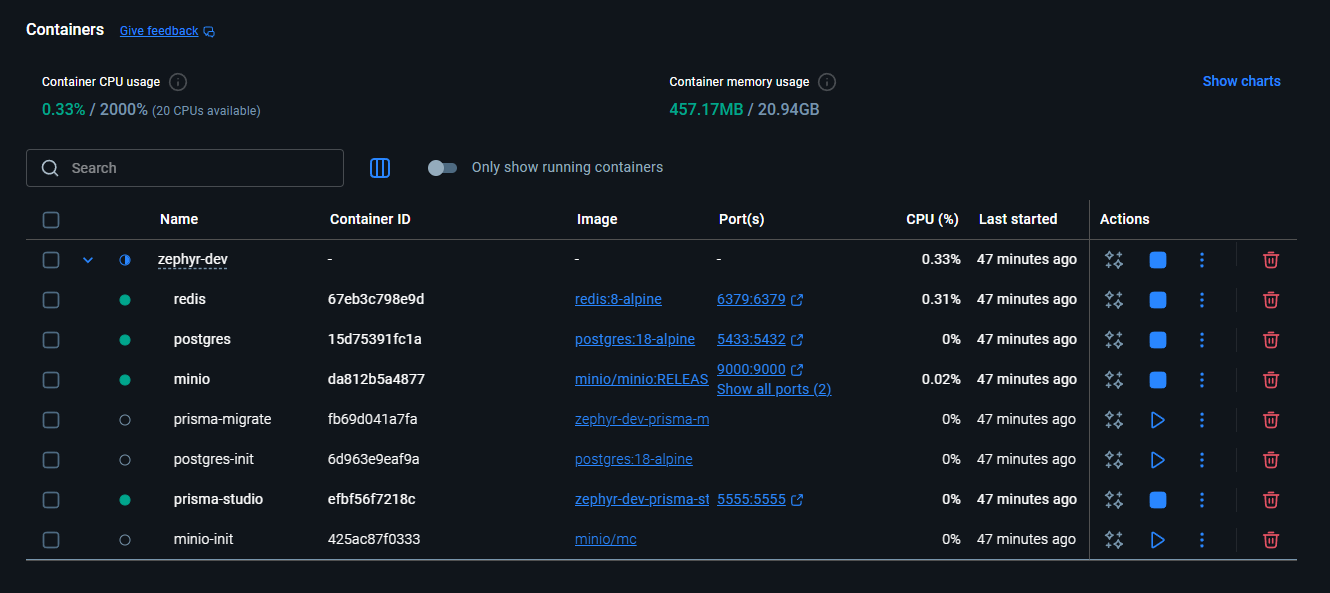 Containers Give feedback
Container CPU usage
0.33% / 2000% (20 CPUs available)
Container memory usage
457.17MB / 20.94GB
Show charts
Search
Only show running containers
Name Container ID Image Port(s) CPU (%) Last started Actions
zephyr-dev - - - 0.33% 47 minutes ago
redis 67eb3c798e9d redis:8-alpine 6379:6379 0.31% 47 minutes ago
postgres 15d75391fc1a postgres:18-alpine 5433:5432 0% 47 minutes ago
minio da812b5a4877 minio/minio:RELEAS 9000:9000 0.02% 47 minutes ago
Show all ports (2)
prisma-migrate fb69d041a7fa zephyr-dev-prisma-m 0% 47 minutes ago
postgres-init 6d963e9eaf9a postgres:18-alpine 0% 47 minutes ago
prisma-studio efbf56f7218c zephyr-dev-prisma-st 5555:5555 0% 47 minutes ago
minio-init 425ac87f0333 minio/mc 0% 47 minutes ago